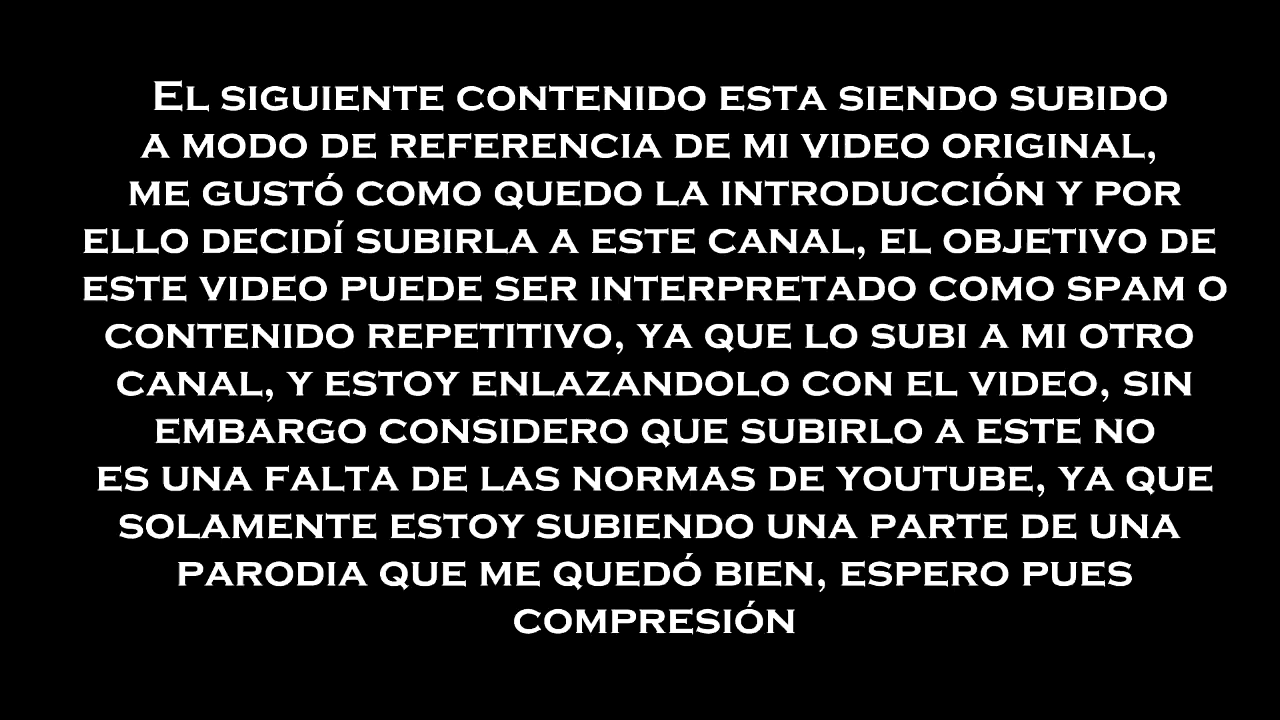 El siguiente contenido esta siendo subido
a modo de referencia de mi video original,
me gustó como quedo la introducción y por
ello decidí subirla a este canal, el objetivo de
este video puede ser interpretado como spam o
contenido repetitivo, ya que lo subi a mi otro
canal, y estoy enlazandolo con el video, sin
embargo considero que subirlo a este no
es una falta de las normas de youtube, ya que
solamente estoy subiendo una parte de una
parodia que me quedó bien, espero pues
compresión